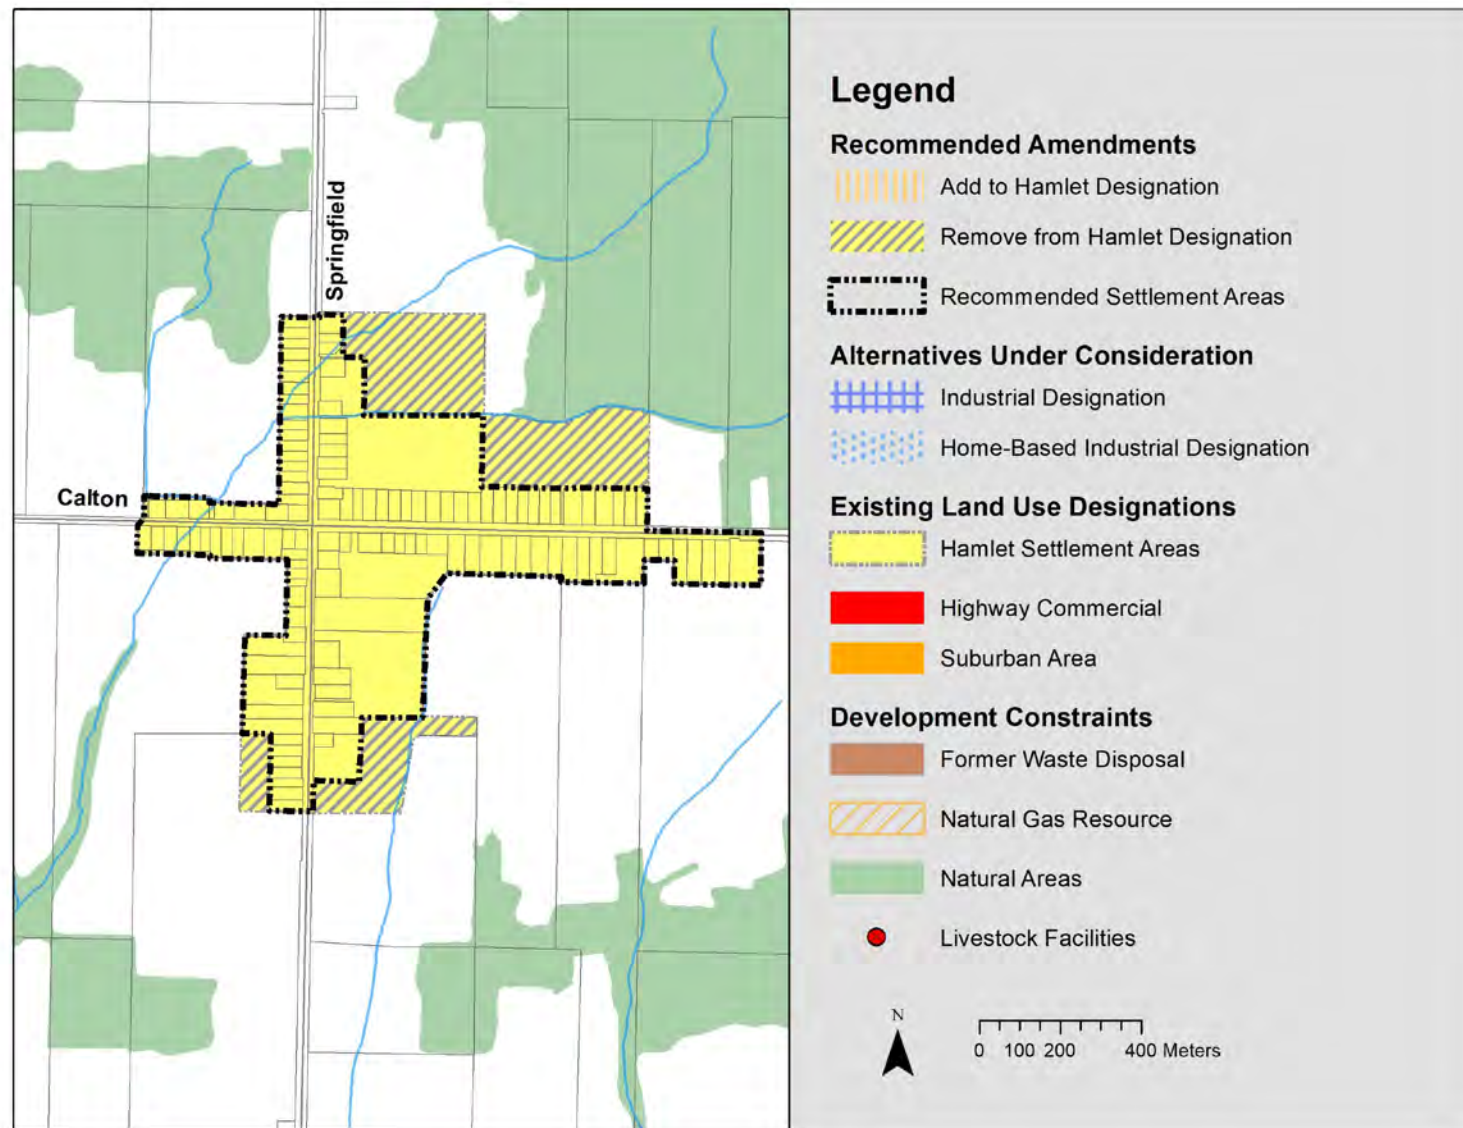 Springfield
Calton
Legend
Recommended Amendments
Add to Hamlet Designation
Remove from Hamlet Designation
Recommended Settlement Areas
Alternatives Under Consideration
Industrial Designation
Home-Based Industrial Designation
Existing Land Use Designations
Hamlet Settlement Areas
Highway Commercial
Suburban Area
Development Constraints
Former Waste Disposal
Natural Gas Resource
Natural Areas
Livestock Facilities
N
0 100 200 400 Meters